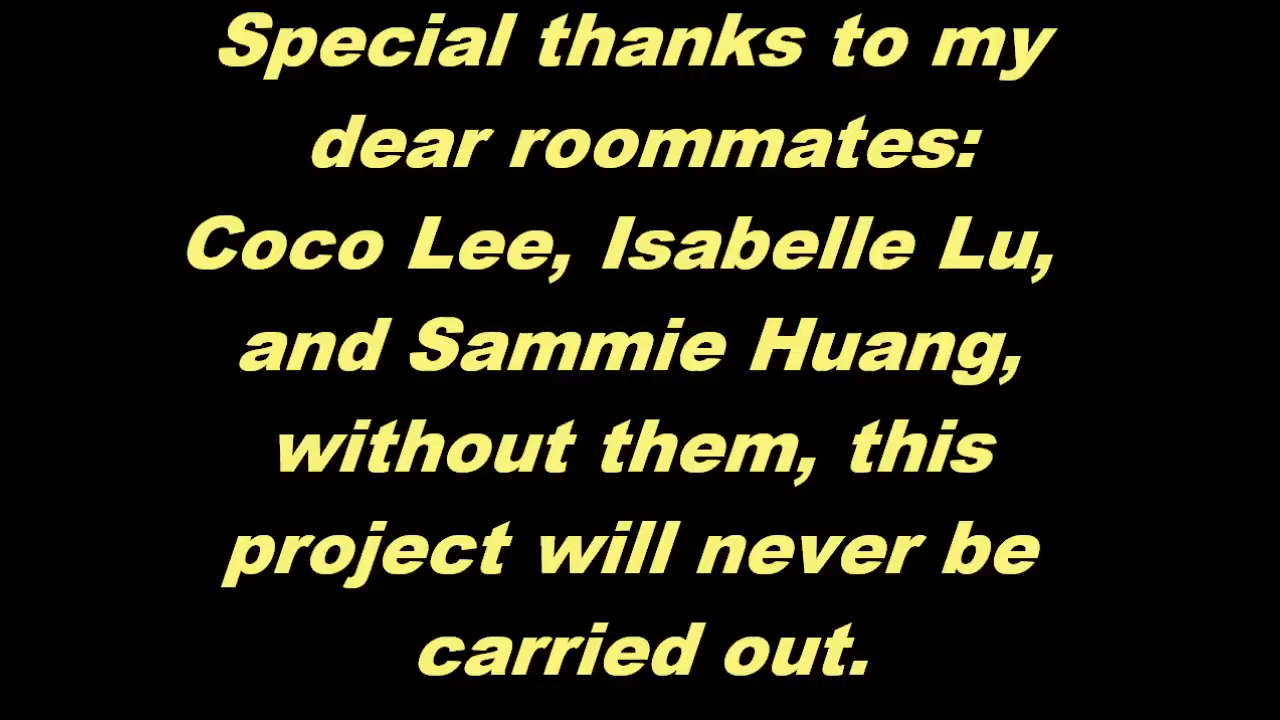 Special thanks to my
dear roommates:
Coco Lee, Isabelle Lu,
and Sammie Huang,
without them, this
project will never be
carried out.